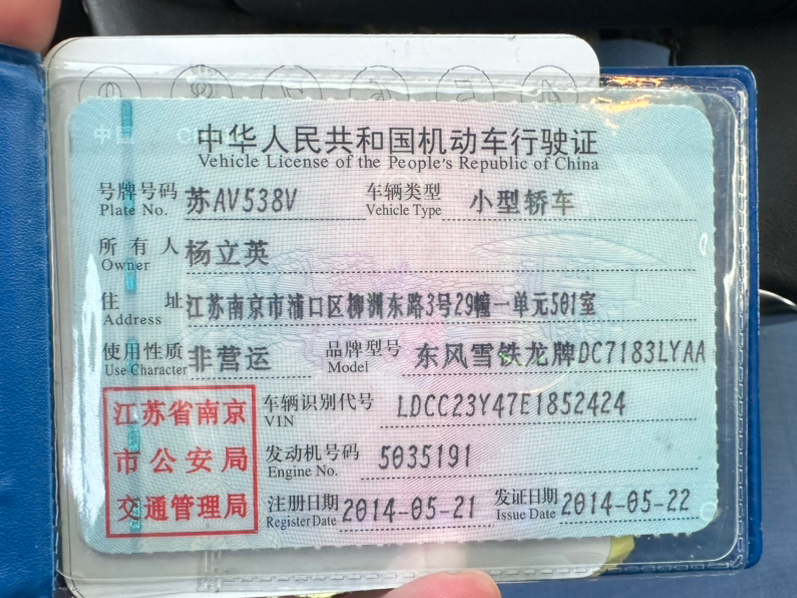 中华人民共和国机动车行驶证
Vehicle License of the People's Republic of China
号牌号码 苏AV538V 车辆类型 小型轿车
Plate No. Vehicle Type
所有人 杨立英
Owner
住址 江苏南京市浦口区柳洲东路3号29幢一单元501室
Address
使用性质 非营运 品牌型号 东风雪铁龙牌DC7183LYAA
Use Character Model
江苏省南京
市公安局
交通管理局
车辆识别代号 LDCC23Y47E1852424
VIN
发动机号码 5035191
Engine No.
注册日期 2014-05-21 发证日期 2014-05-22
Register Date Issue Date